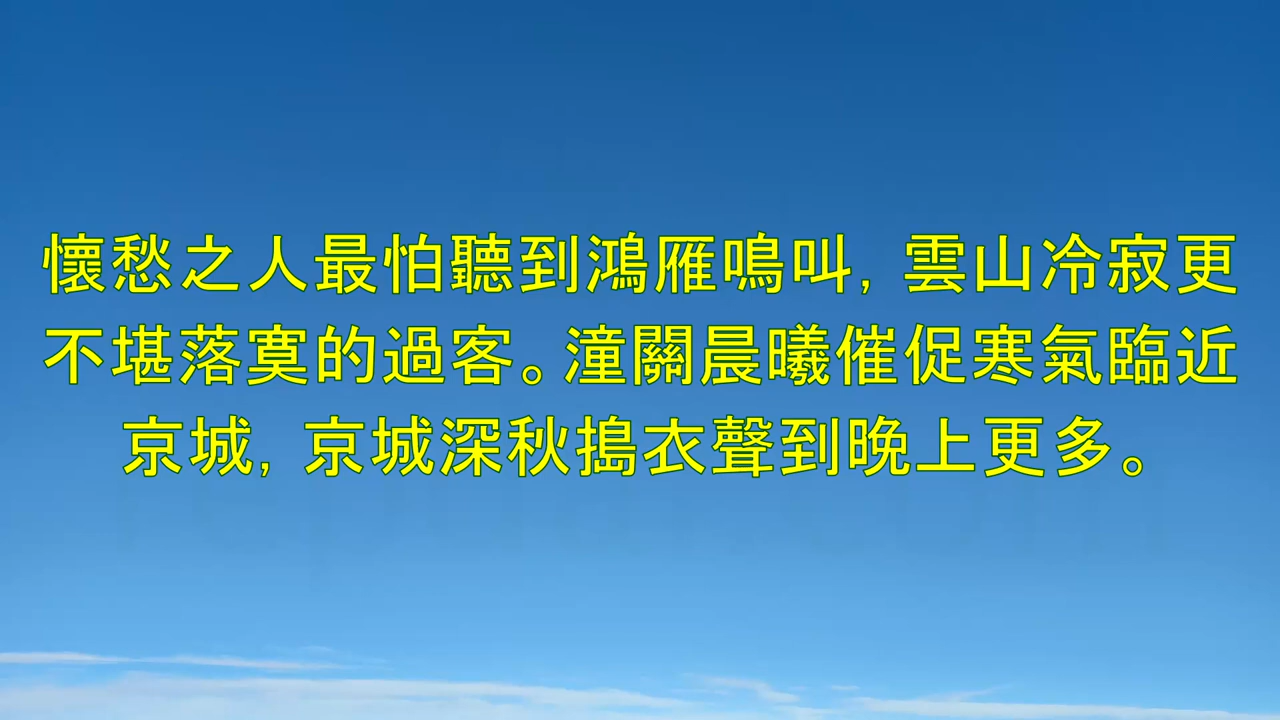 懷愁之人最怕聽到鴻雁鳴叫，雲山冷寂更
不堪落寞的過客。潼關晨曦催促寒氣臨近
京城，京城深秋搗衣聲到晚上更多。